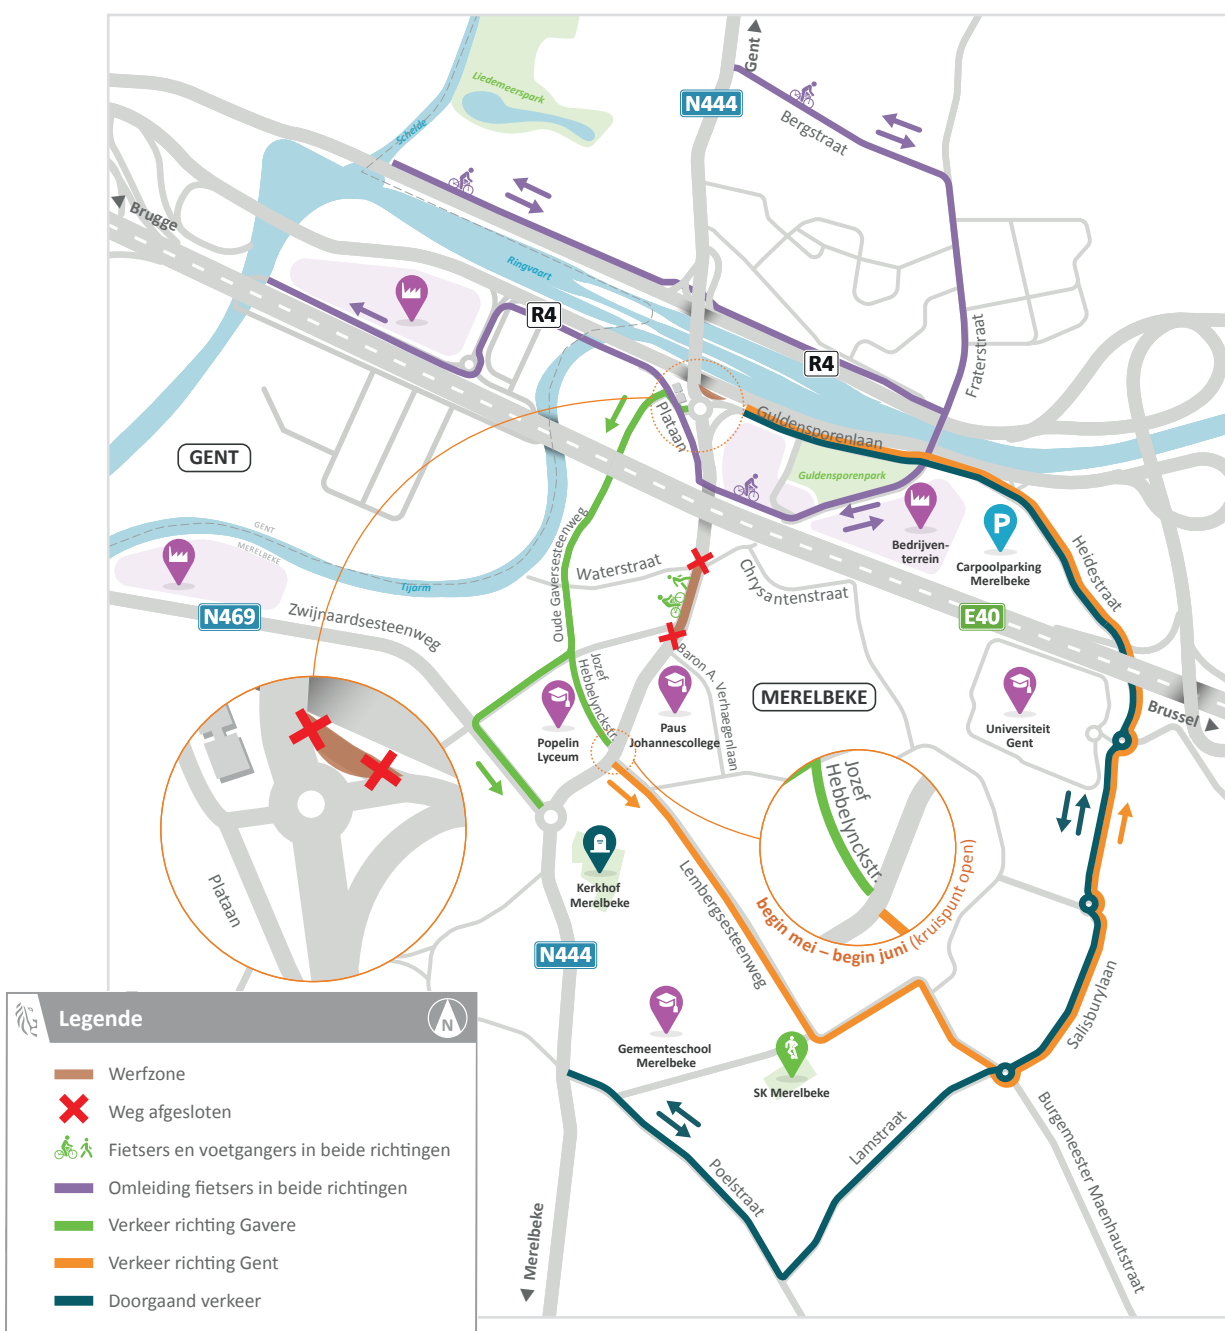 Liedemeerspark
Gent
N444
Bergstraat
Schelde
Brugge
Ringvaart
R4
R4
Fraterstraat
Plataan
Guldensporenlaan
GENT
Guldensporenpark
Bedrijven-
terrein
Carpoolparking
Merelbeke
P
Heidestraat
GENT
MERELBEKE
Tijarm
Oude Gaversesteenweg
Waterstraat
Chrysantenstraat
N469
Zwijnaardsesteenweg
E40
Jozef
Hebbelynckstr.
Baron A. Verhaegenlaan
MERELBEKE
Popelin
Lyceum
Paus
Johannescollege
Universiteit
Gent
Brussel
Jozef
Hebbelynckstr.
begin mei – begin juni (kruispunt open)
Plataan
Kerkhof
Merelbeke
Lembergsesteenweg
N444
Salisburylaan
Gemeenteschool
Merelbeke
SK Merelbeke
Lamstraat
Poelstraat
Burgemeester Maenhautstraat
Merelbeke
Legende
N
Werfzone
Weg afgesloten
Fietsers en voetgangers in beide richtingen
Omleiding fietsers in beide richtingen
Verkeer richting Gavere
Verkeer richting Gent
Doorgaand verkeer